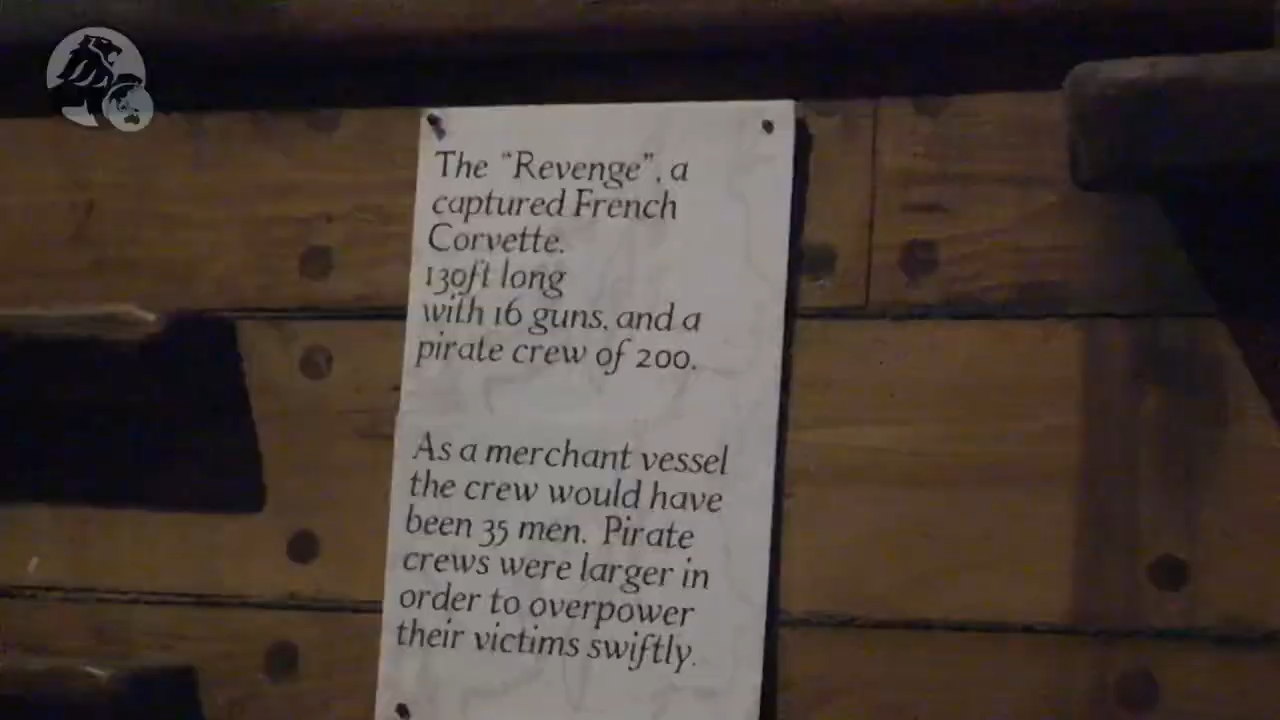 The “Revenge”, a
captured French
Corvette.
130ft long
with 16 guns, and a
pirate crew of 200.
As a merchant vessel
the crew would have
been 35 men. Pirate
crews were larger in
order to overpower
their victims swiftly.